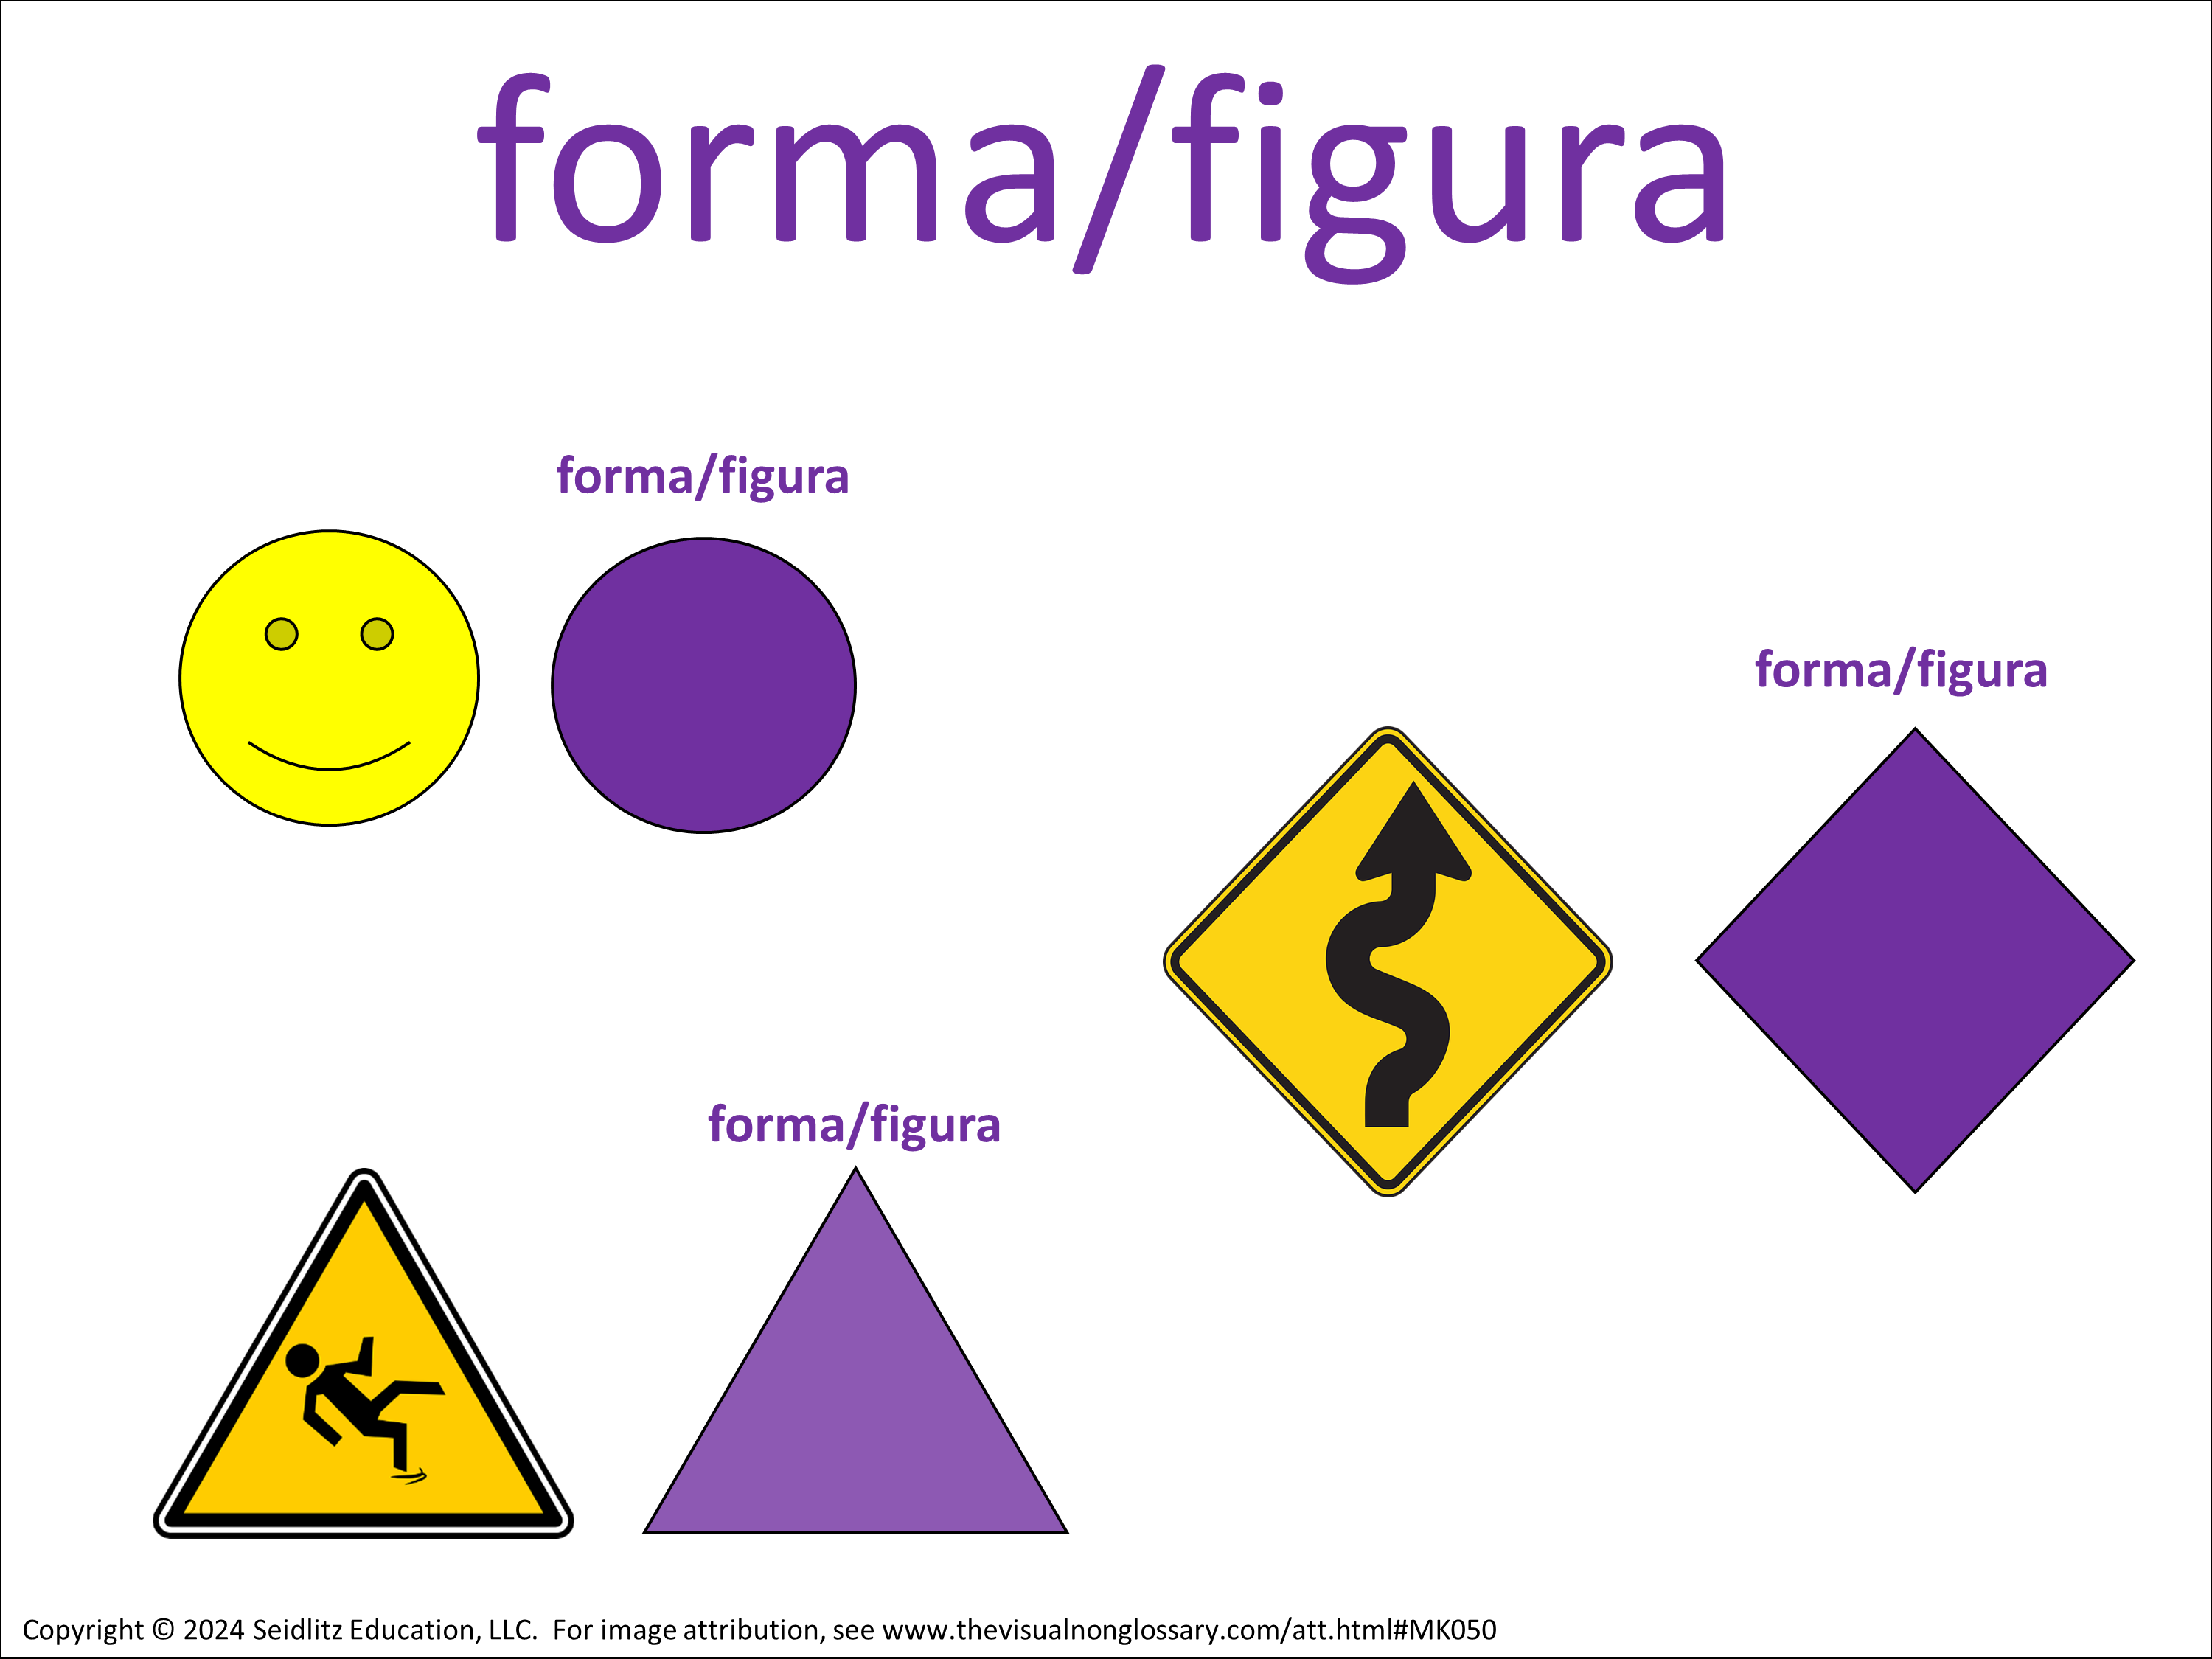 forma/figura
forma/figura
forma/figura
forma/figura
Copyright © 2024 Seidlitz Education, LLC.  For image attribution, see www.thevisualnonglossary.com/att.html#MK050